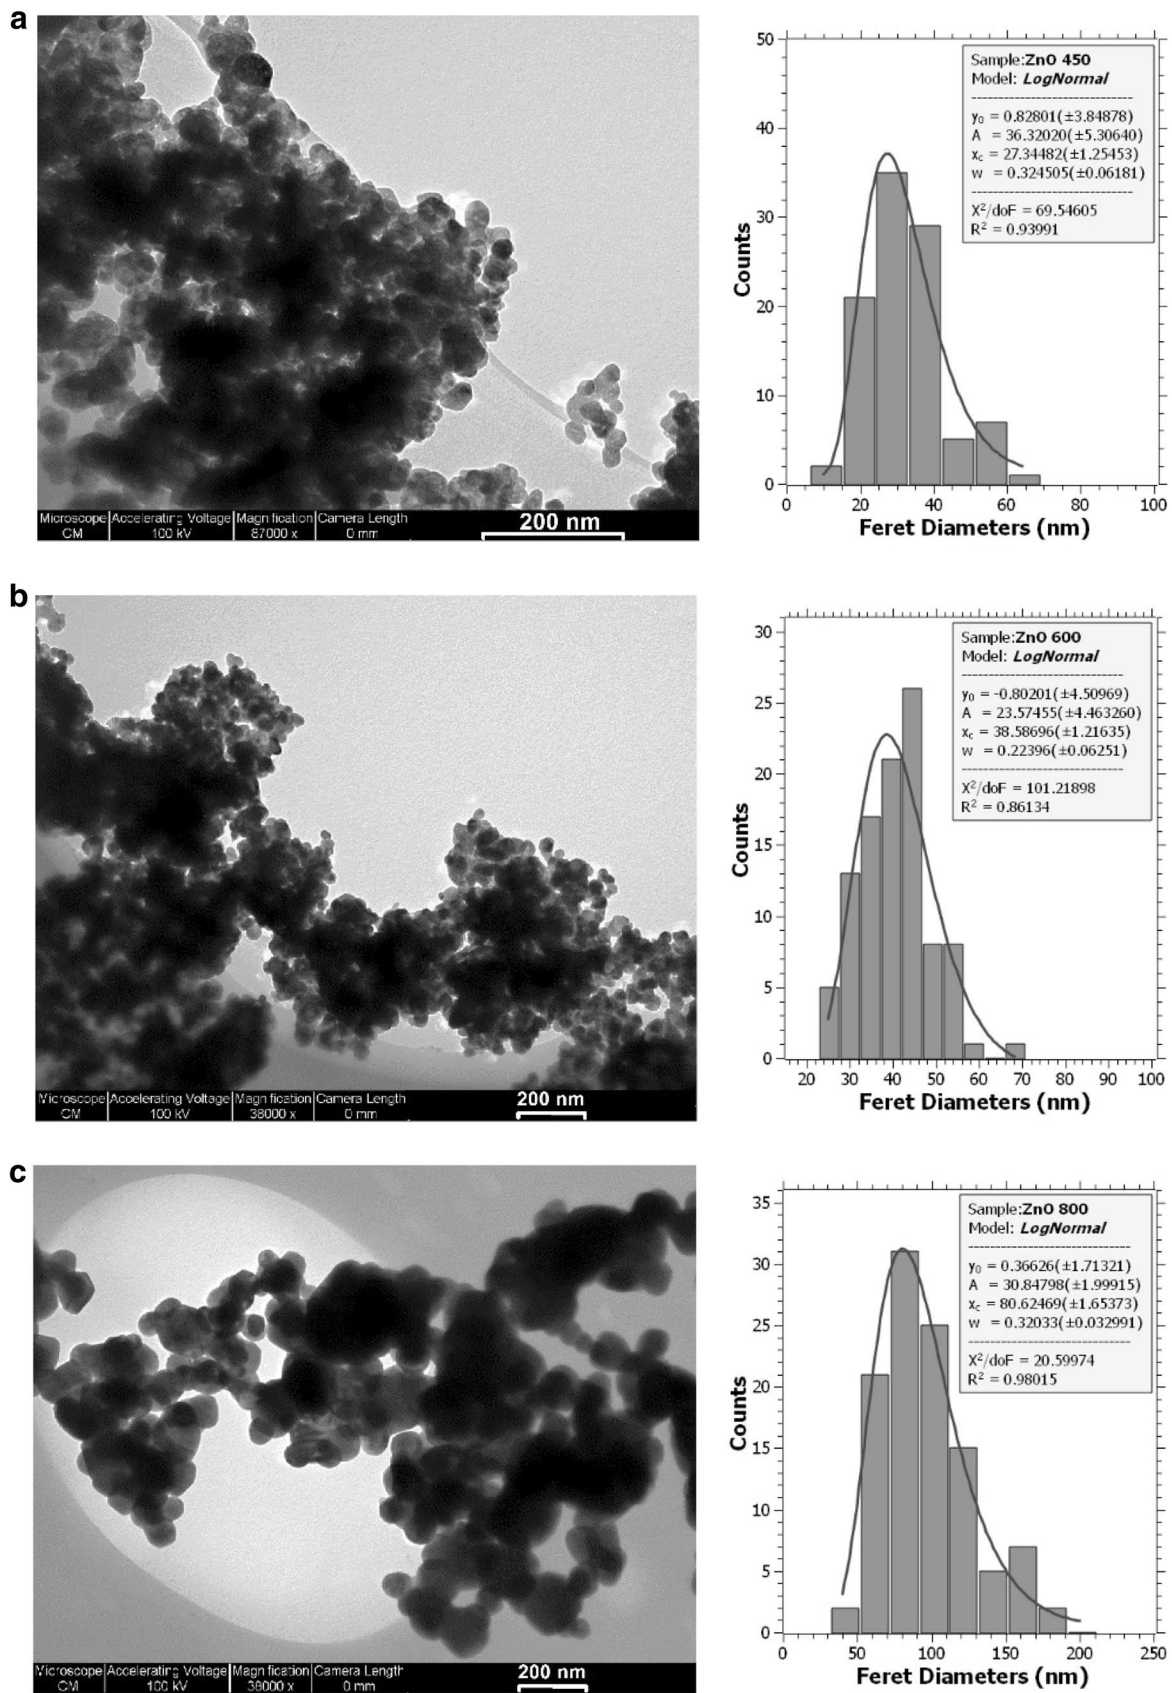 a
Microscope Accelerating Voltage Magnification Camera Length
CM 100 kV 87000 x 0 mm
200 nm
50
40
30
20
10
0
Counts
0 20 40 60 80 100
Feret Diameters (nm)
Sample:ZnO 450
Model: LogNormal
y0 = 0.82801(±3.84878)
A = 36.32020(±5.30640)
xc = 27.34482(±1.25453)
w = 0.324505(±0.06181)
X²/doF = 69.54605
R² = 0.93991
b
Microscope Accelerating Voltage Magnification Camera Length
CM 100 kV 38000 x 0 mm
200 nm
30
25
20
15
10
5
0
Counts
20 30 40 50 60 70 80 90 100
Feret Diameters (nm)
Sample:ZnO 600
Model: LogNormal
y0 = -0.80201(±4.50969)
A = 23.57455(±4.463260)
xc = 38.58696(±1.21635)
w = 0.22396(±0.06251)
X²/doF = 101.21898
R² = 0.86134
c
Microscope Accelerating Voltage Magnification Camera Length
CM 100 kV 38000 x 0 mm
200 nm
35
30
25
20
15
10
5
0
Counts
0 50 100 150 200 250
Feret Diameters (nm)
Sample:ZnO 800
Model: LogNormal
y0 = 0.36626(±1.71321)
A = 30.84798(±1.99915)
xc = 80.62469(±1.65373)
w = 0.32033(±0.032991)
X²/doF = 20.59974
R² = 0.98015